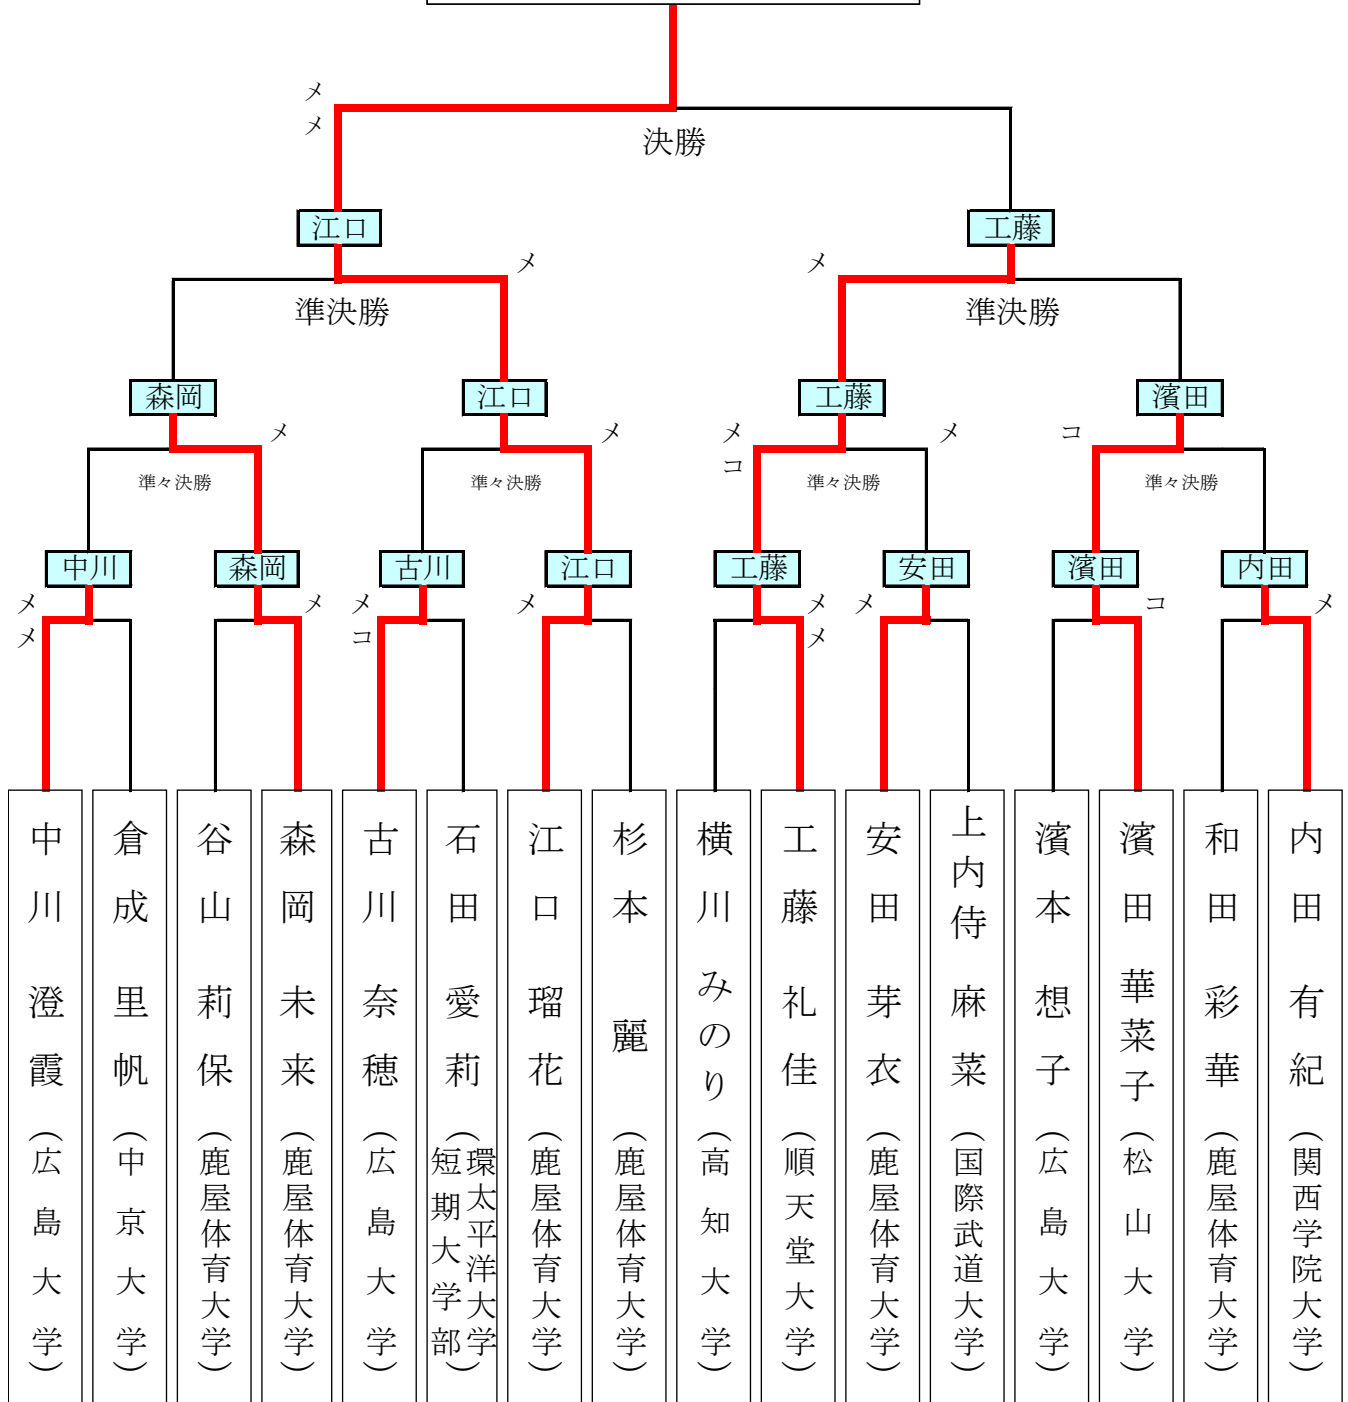 メ
メ
決勝
江口
工藤
メ
メ
準決勝
準決勝
森岡
江口
工藤
濱田
メ
メ
メ
コ
メ
コ
準々決勝
準々決勝
準々決勝
準々決勝
中川
森岡
古川
江口
工藤
安田
濱田
内田
メ
メ
メ
メ
コ
メ
メ
メ
メ
コ
メ
中川 澄霞 (広島大学)
倉成 里帆 (中京大学)
谷山 莉保 (鹿屋体育大学)
森岡 未来 (鹿屋体育大学)
古川 奈穂 (広島大学)
石田 愛莉 (環太平洋大学
短期大学部)
江口 瑠花 (鹿屋体育大学)
杉本 麗 (鹿屋体育大学)
横川 みのり (高知大学)
工藤 礼佳 (順天堂大学)
安田 芽衣 (鹿屋体育大学)
上内侍 麻菜 (国際武道大学)
濱本 想子 (広島大学)
濱田 華菜子 (松山大学)
和田 彩華 (鹿屋体育大学)
内田 有紀 (関西学院大学)